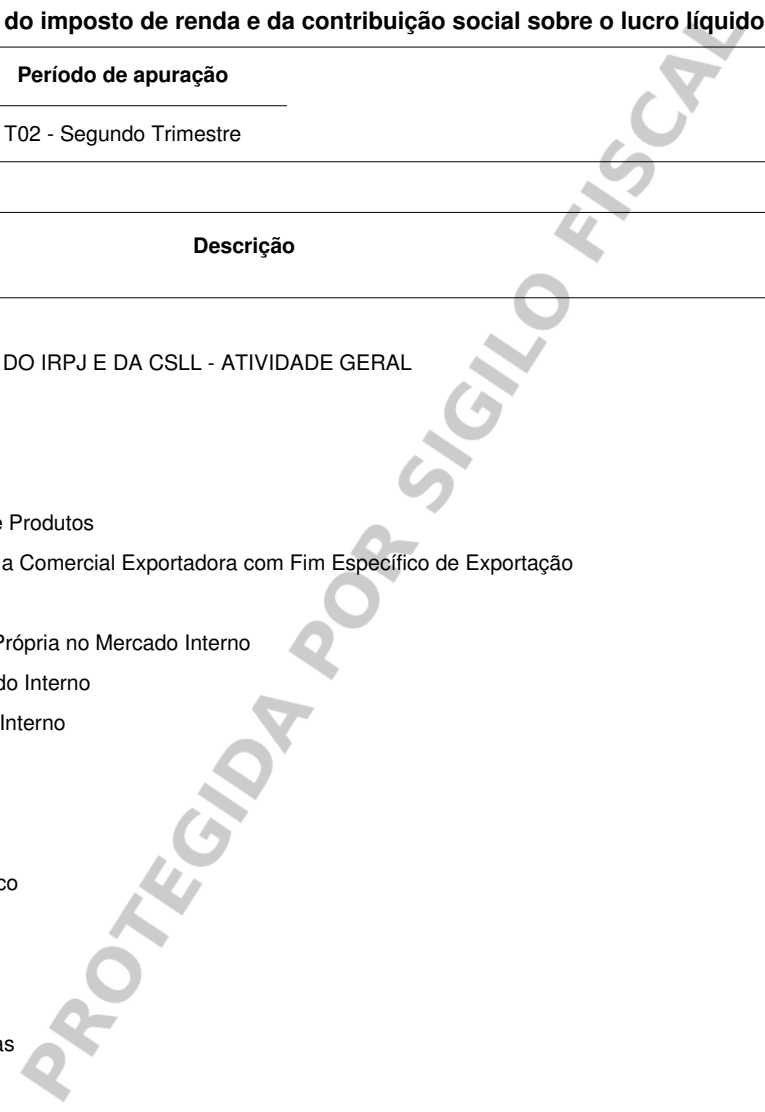 do imposto de renda e da contribuição social sobre o lucro líquido
Período de apuração
T02 - Segundo Trimestre
Descrição
DO IRPJ E DA CSLL - ATIVIDADE GERAL
e Produtos
a Comercial Exportadora com Fim Específico de Exportação
Própria no Mercado Interno
do Interno
Interno
co
as
PROTEGIDA POR SIGILO FISCAL